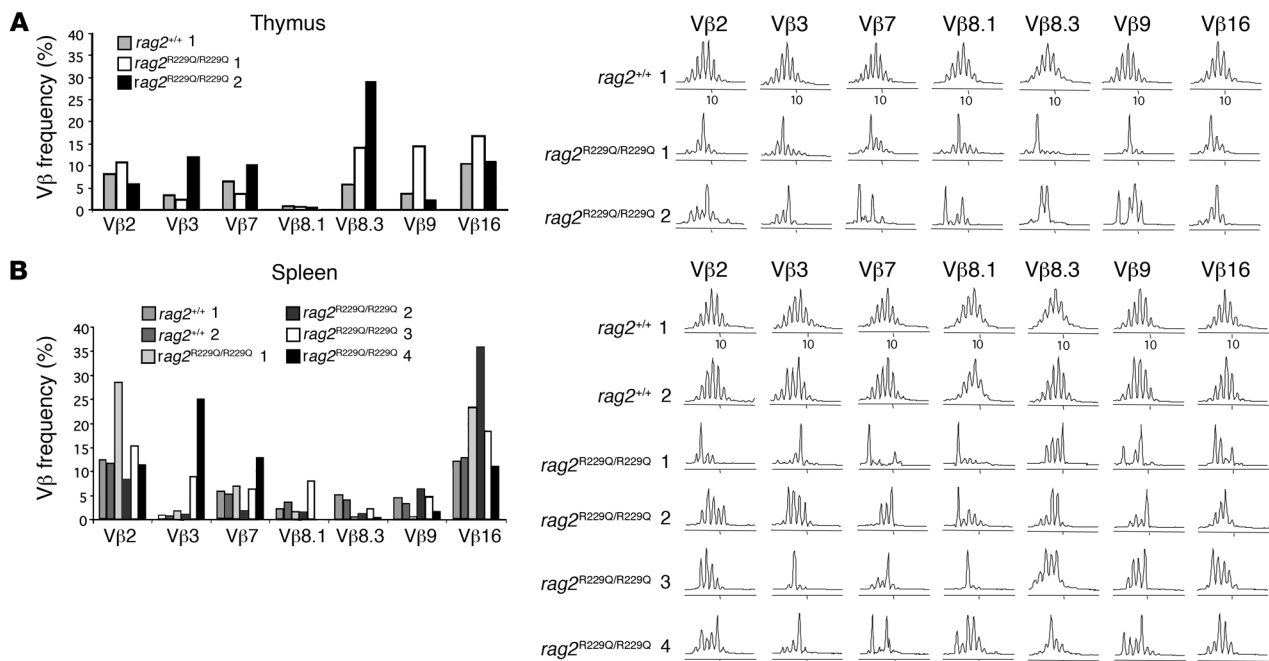 A
Thymus
Vβ frequency (%)
40
35
30
25
20
15
10
5
0
rag2+/+ 1
rag2R229Q/R229Q 1
rag2R229Q/R229Q 2
Vβ2 Vβ3 Vβ7 Vβ8.1 Vβ8.3 Vβ9 Vβ16
Vβ2 Vβ3 Vβ7 Vβ8.1 Vβ8.3 Vβ9 Vβ16
rag2+/+ 1
10 10 10 10 10 10 10
rag2R229Q/R229Q 1
rag2R229Q/R229Q 2
B
Spleen
Vβ frequency (%)
40
35
30
25
20
15
10
5
0
rag2+/+ 1
rag2+/+ 2
rag2R229Q/R229Q 1
rag2R229Q/R229Q 2
rag2R229Q/R229Q 3
rag2R229Q/R229Q 4
Vβ2 Vβ3 Vβ7 Vβ8.1 Vβ8.3 Vβ9 Vβ16
Vβ2 Vβ3 Vβ7 Vβ8.1 Vβ8.3 Vβ9 Vβ16
rag2+/+ 1
10 10 10 10 10 10 10
rag2+/+ 2
rag2R229Q/R229Q 1
rag2R229Q/R229Q 2
rag2R229Q/R229Q 3
rag2R229Q/R229Q 4